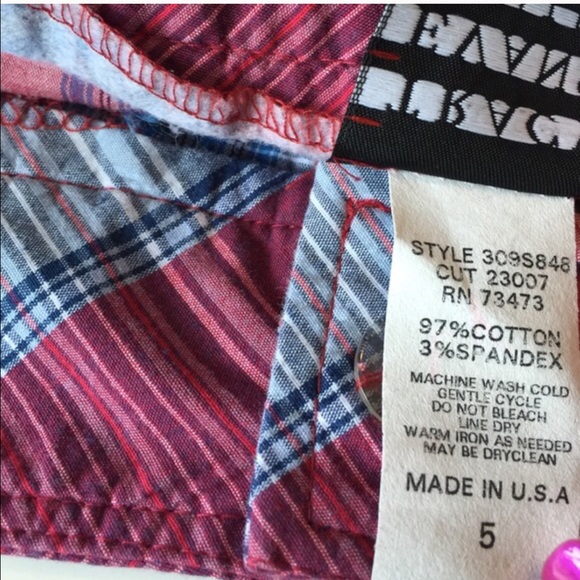 STYLE 309S848
CUT 23007
RN 73473
97%COTTON
3%SPANDEX
MACHINE WASH COLD
GENTLE CYCLE
DO NOT BLEACH
LINE DRY
WARM IRON AS NEEDED
MAY BE DRYCLEAN
MADE IN U.S.A
5